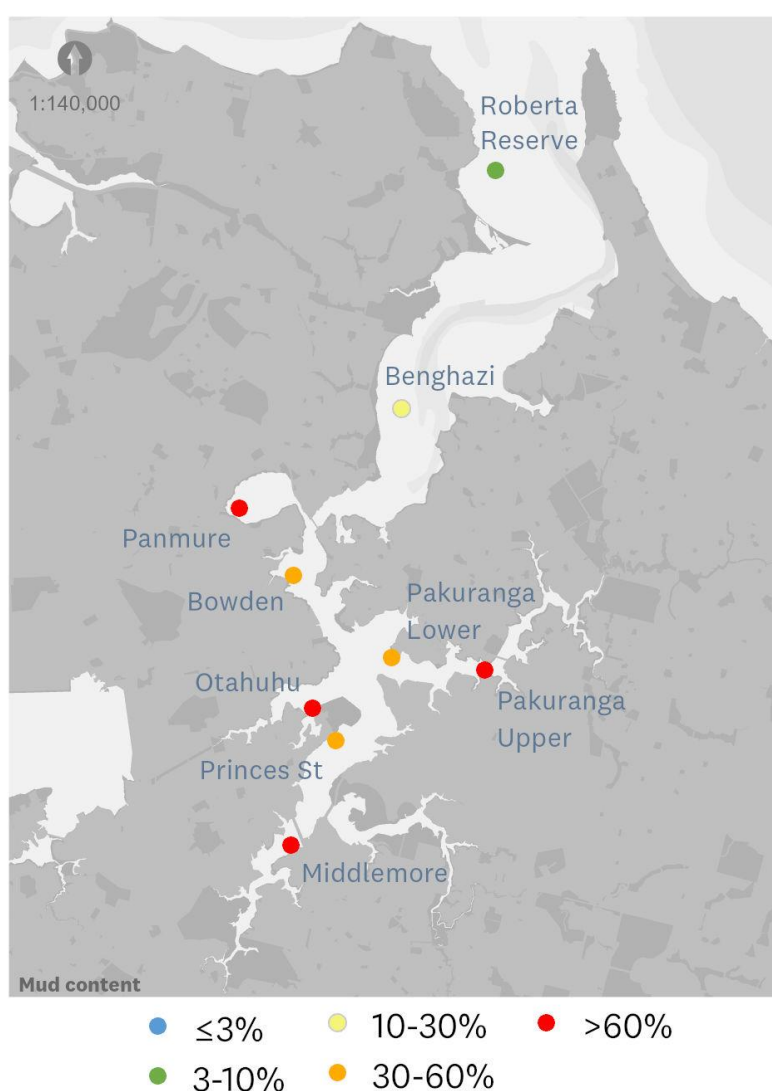 1:140,000
Roberta
Reserve
Benghazi
Panmure
Bowden
Pakuranga
Lower
Otahuhu
Pakuranga
Upper
Princes St
Middlemore
Mud content
≤3%
10-30%
>60%
3-10%
30-60%